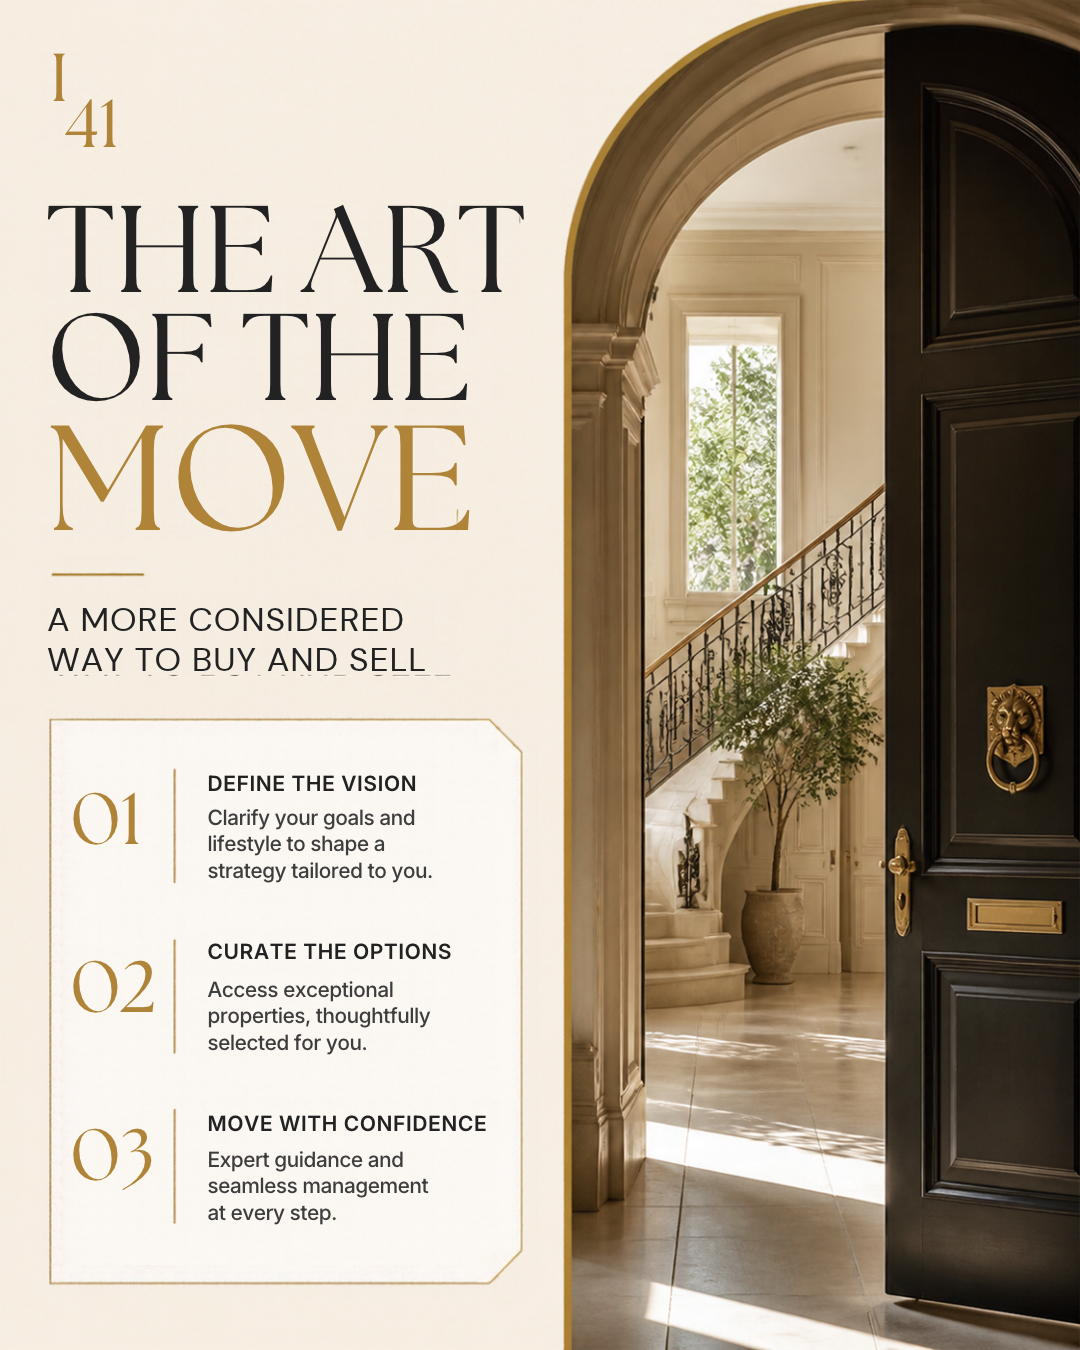 I
41
THE ART
OF THE
MOVE
A MORE CONSIDERED
WAY TO BUY AND SELL
01
DEFINE THE VISION
Clarify your goals and
lifestyle to shape a
strategy tailored to you.
02
CURATE THE OPTIONS
Access exceptional
properties, thoughtfully
selected for you.
03
MOVE WITH CONFIDENCE
Expert guidance and
seamless management
at every step.